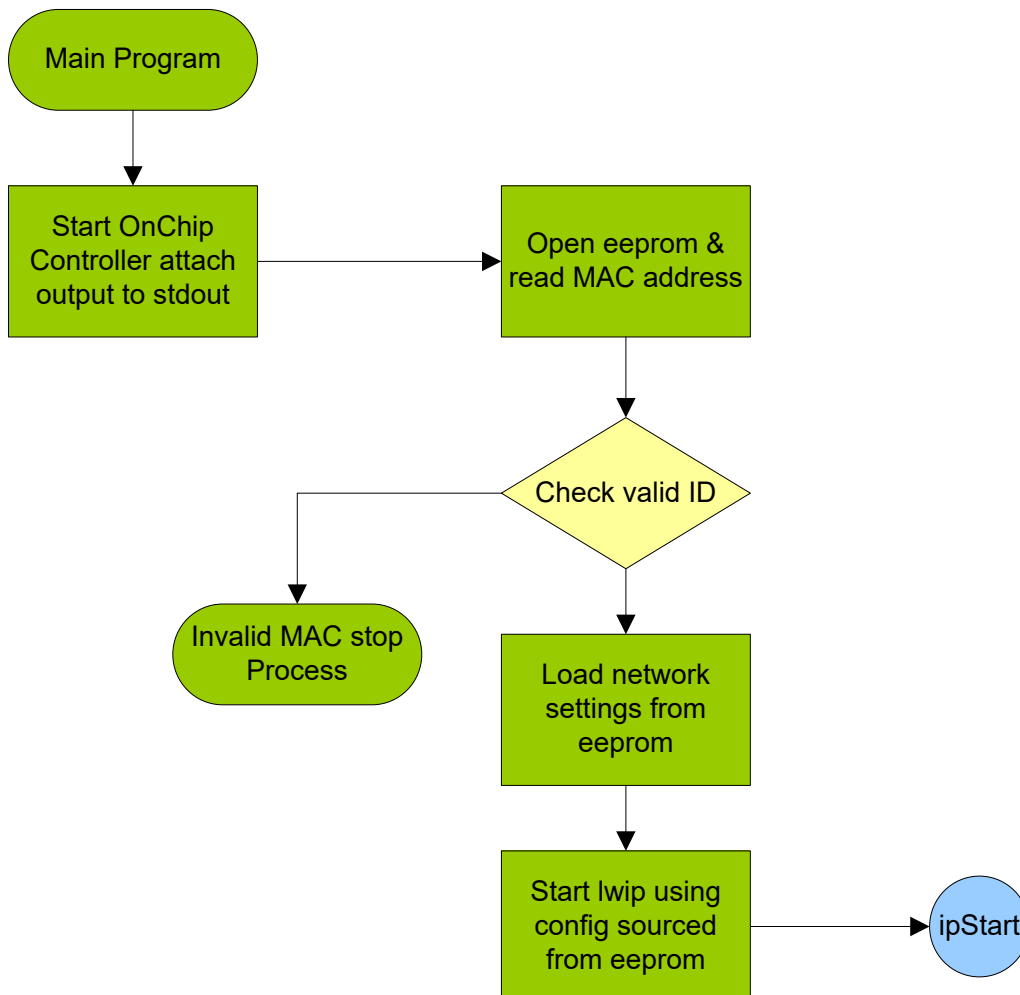 Main Program
Start OnChip
Controller attach
output to stdout
Open eeprom &
read MAC address
Check valid ID
Invalid MAC stop
Process
Load network
settings from
eeprom
Start lwip using
config sourced
from eeprom
ipStart